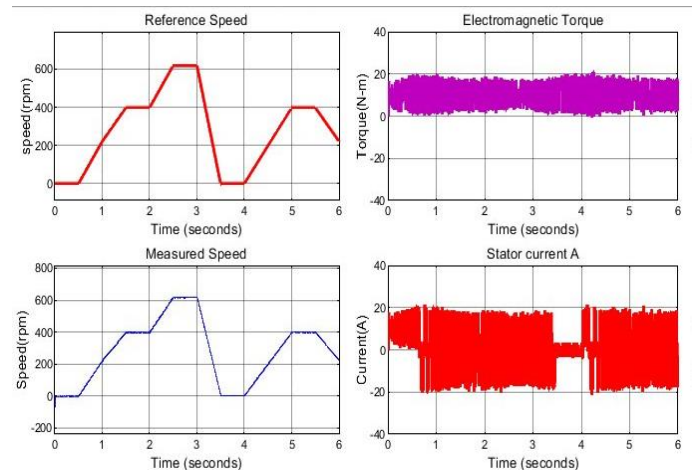 Reference Speed
speed(rpm)
600
400
200
0
0 1 2 3 4 5 6
Time (seconds)
Electromagnetic Torque
Torque(N-m)
40
20
0
-20
-40
0 1 2 3 4 5 6
Time (seconds)
Measured Speed
Speed(rpm)
800
600
400
200
0
-200
0 1 2 3 4 5 6
Time (seconds)
Stator current A
Current(A)
40
20
0
-20
-40
0 1 2 3 4 5 6
Time (seconds)